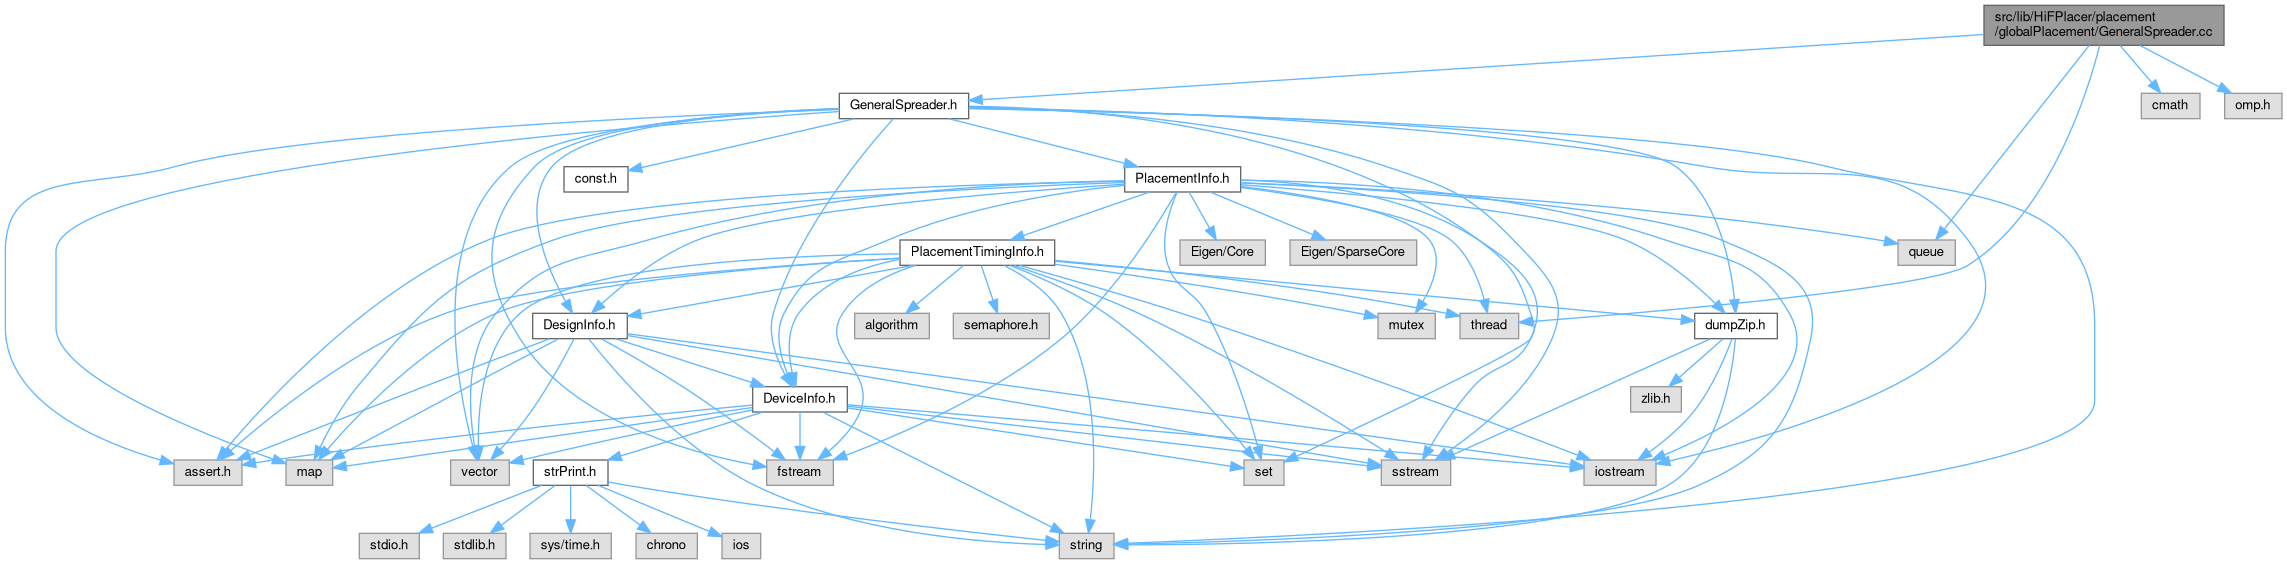 src/lib/HiFPlacer/placement
/globalPlacement/GeneralSpreader.cc
GeneralSpreader.h
cmath
omp.h
const.h
PlacementInfo.h
PlacementTimingInfo.h
Eigen/Core
Eigen/SparseCore
queue
DesignInfo.h
algorithm
semaphore.h
mutex
thread
dumpZip.h
DeviceInfo.h
zlib.h
assert.h
map
vector
strPrint.h
fstream
set
sstream
iostream
stdio.h
stdlib.h
sys/time.h
chrono
ios
string